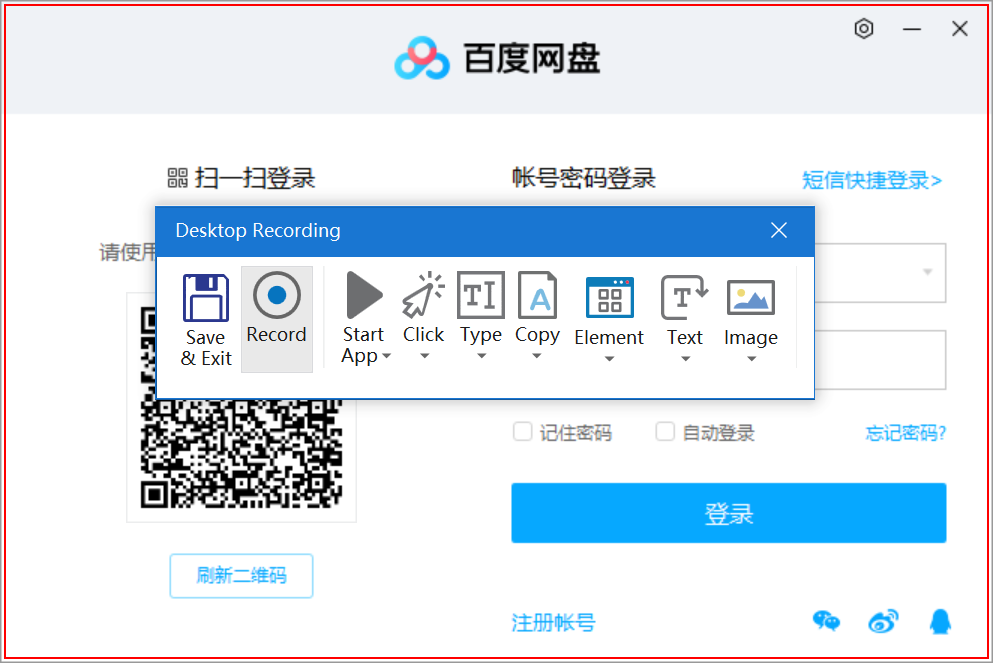 百度网盘
扫一扫登录
帐号密码登录
短信快捷登录>
请使用
Desktop Recording
Save
& Exit
Record
Start
App
Click
Type
Copy
Element
Text
Image
记住密码
自动登录
忘记密码?
登录
刷新二维码
注册帐号